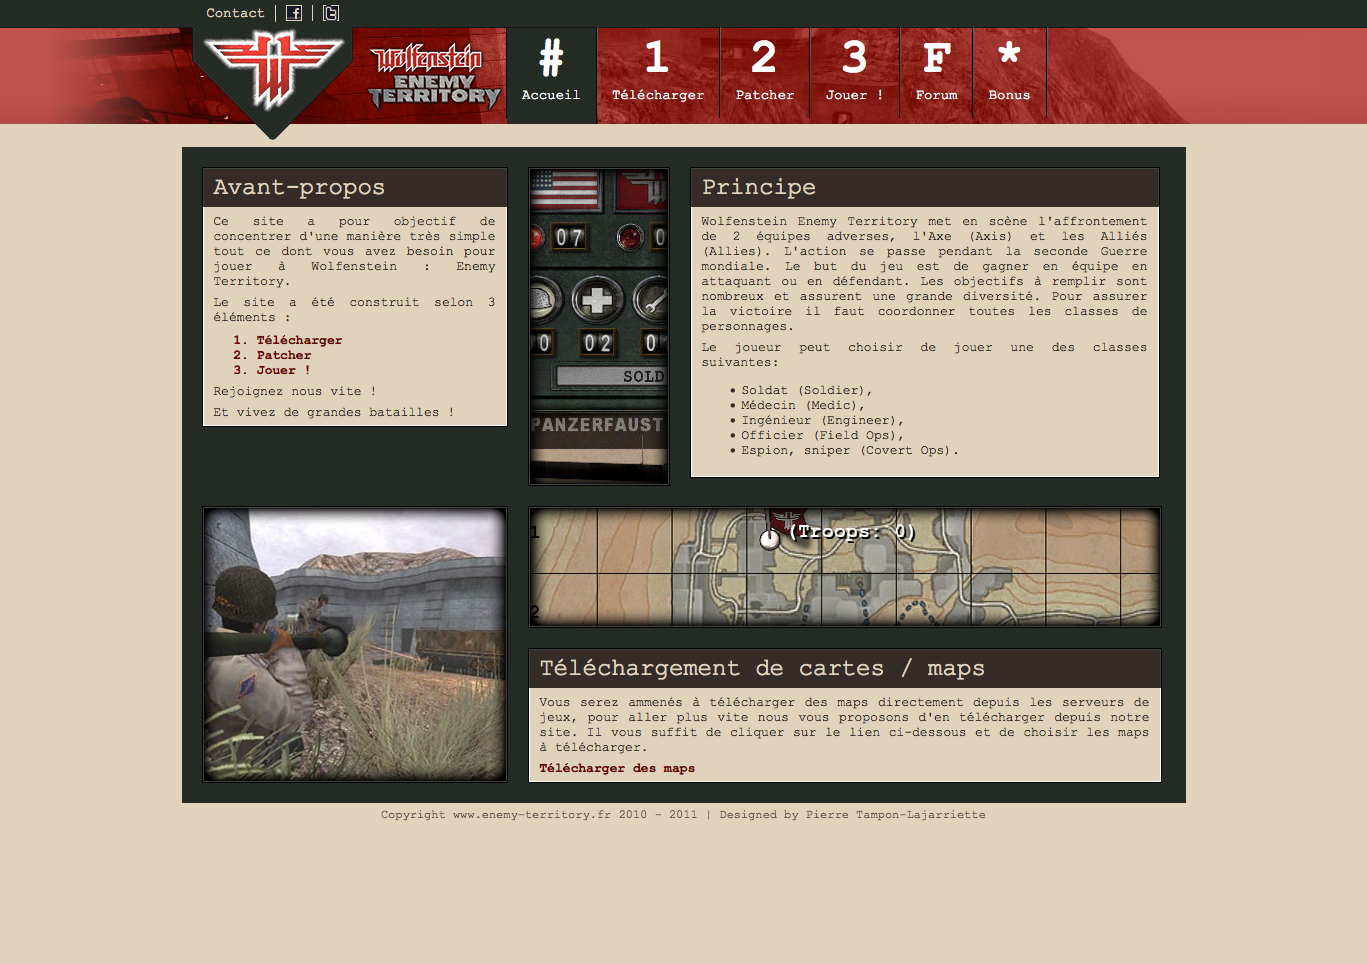 Contact
Wolfenstein
ENEMY
TERRITORY
#
Accueil
1
Télécharger
2
Patcher
3
Jouer !
F
Forum
*
Bonus
Avant-propos
Ce site a pour objectif de
concentrer d'une manière très simple
tout ce dont vous avez besoin pour
jouer à Wolfenstein : Enemy
Territory.
Le site a été construit selon 3
éléments :
1. Télécharger
2. Patcher
3. Jouer !
Rejoignez nous vite !
Et vivez de grandes batailles !
07
0
0
02
0
SOLD
PANZERFAUST
Principe
Wolfenstein Enemy Territory met en scène l'affrontement
de 2 équipes adverses, l'Axe (Axis) et les Alliés
(Allies). L'action se passe pendant la seconde Guerre
mondiale. Le but du jeu est de gagner en équipe en
attaquant ou en défendant. Les objectifs à remplir sont
nombreux et assurent une grande diversité. Pour assurer
la victoire il faut coordonner toutes les classes de
personnages.
Le joueur peut choisir de jouer une des classes
suivantes:
• Soldat (Soldier),
• Médecin (Medic),
• Ingénieur (Engineer),
• Officier (Field Ops),
• Espion, sniper (Covert Ops).
1
(Troops: 0)
2
Téléchargement de cartes / maps
Vous serez ammenés à télécharger des maps directement depuis les serveurs de
jeux, pour aller plus vite nous vous proposons d'en télécharger depuis notre
site. Il vous suffit de cliquer sur le lien ci-dessous et de choisir les maps
à télécharger.
Télécharger des maps
Copyright www.enemy-territory.fr 2010 - 2011 | Designed by Pierre Tampon-Lajarriette